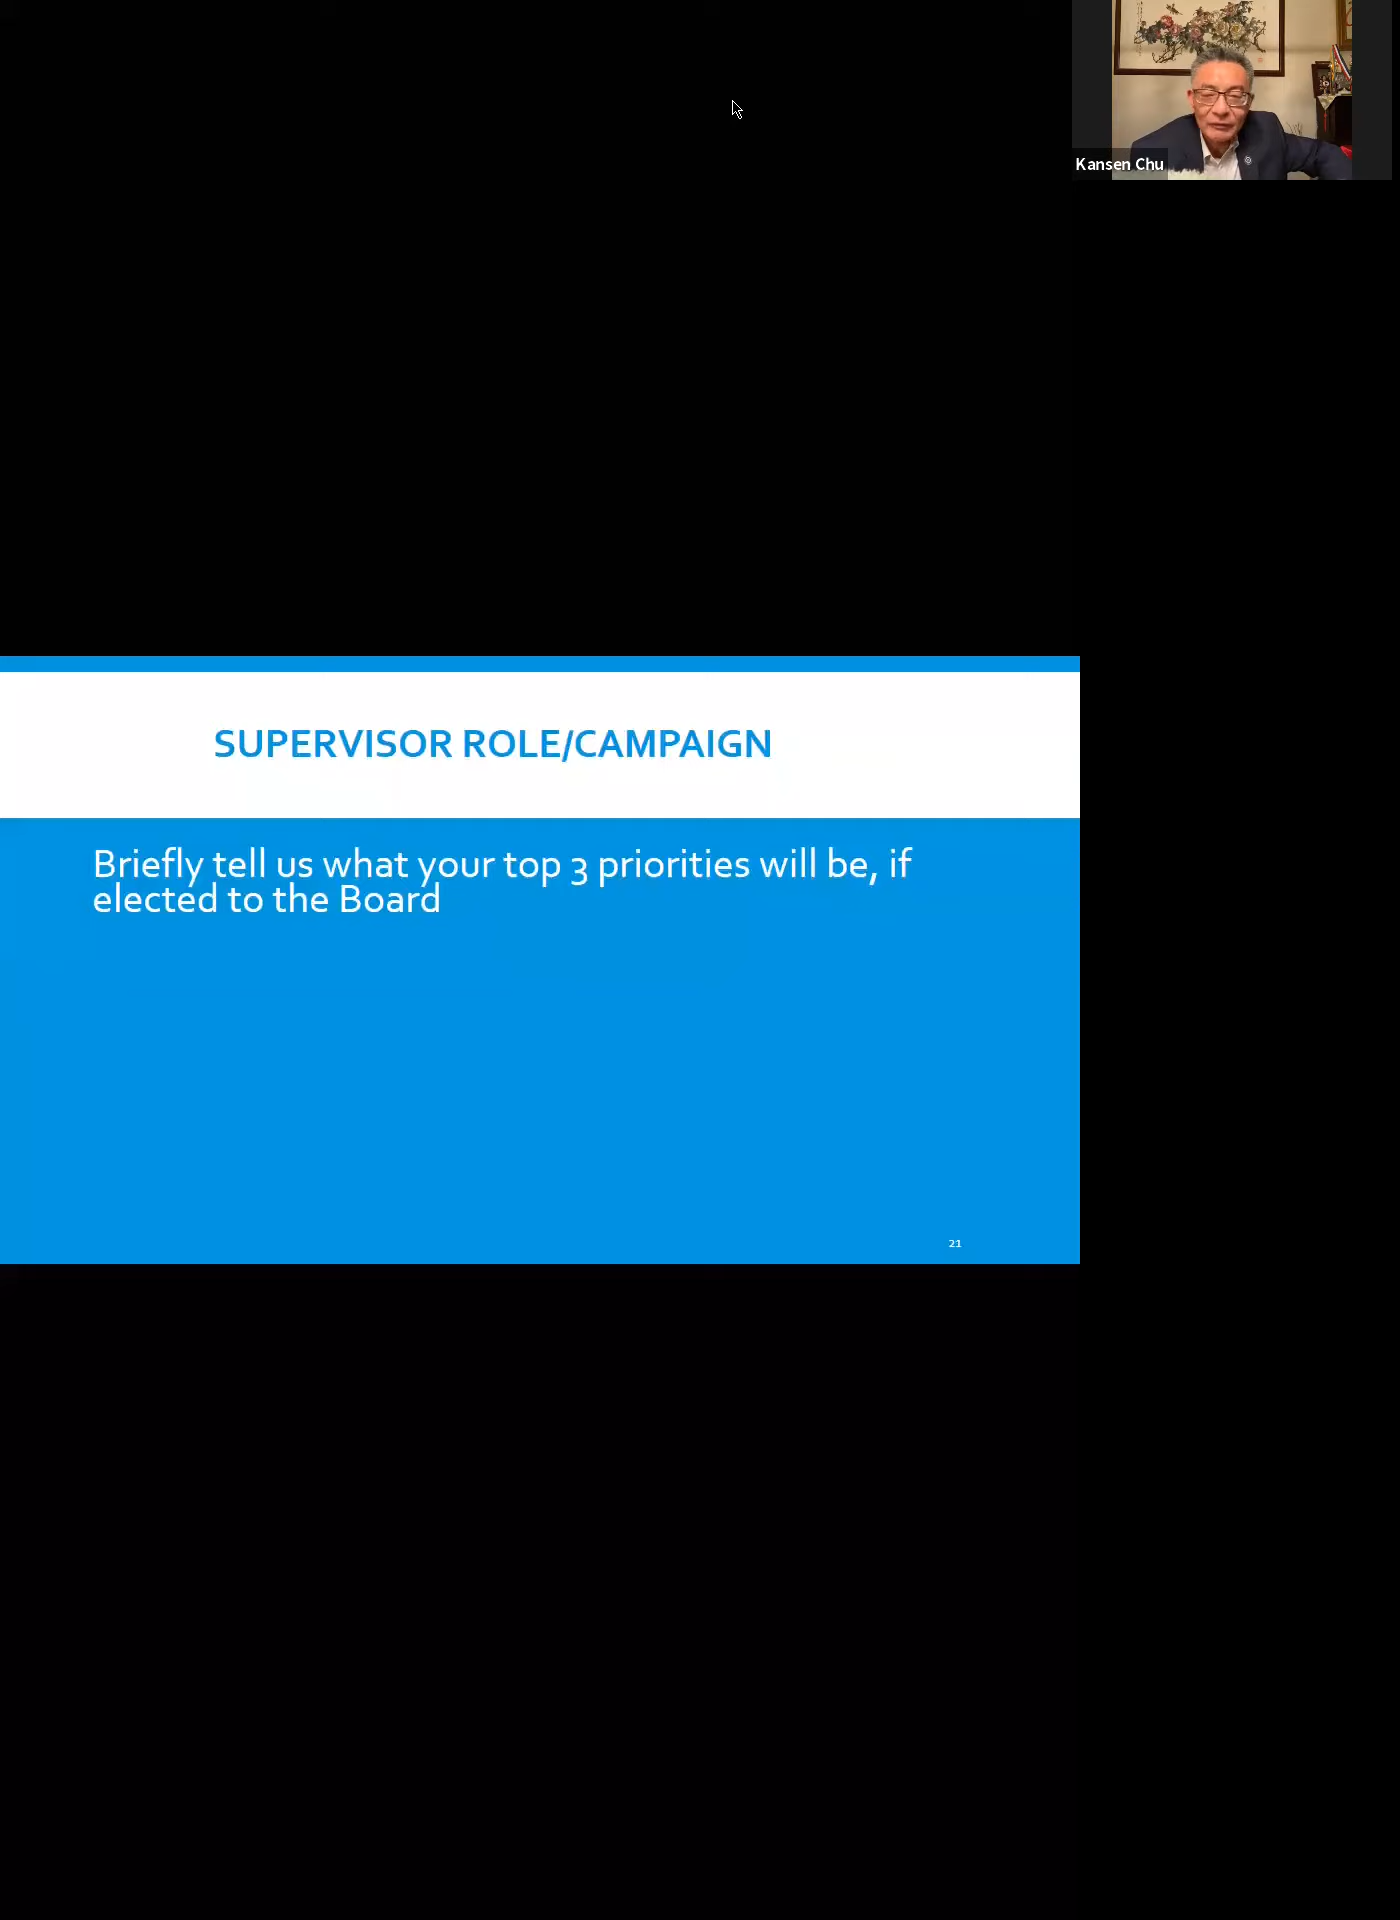 Kansen Chu
SUPERVISOR ROLE/CAMPAIGN
Briefly tell us what your top 3 priorities will be, if
elected to the Board
21